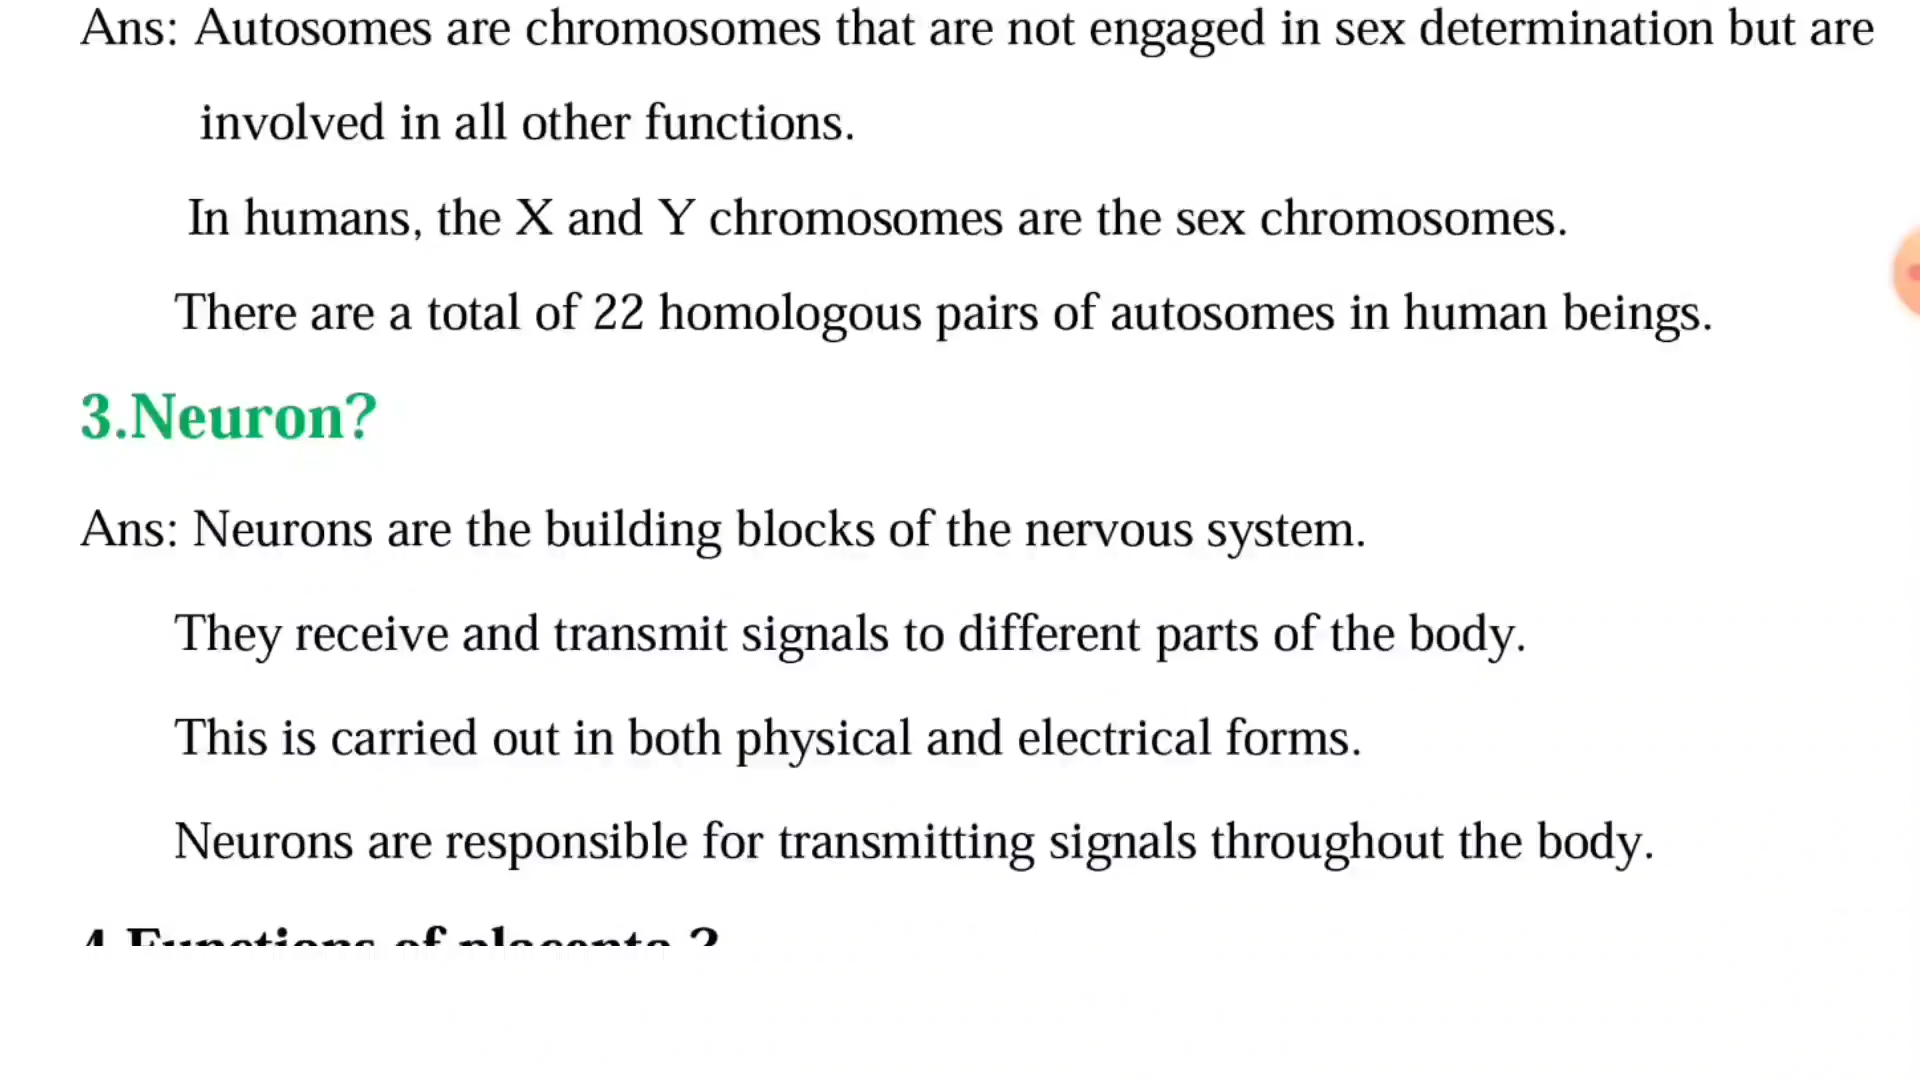 Ans: Autosomes are chromosomes that are not engaged in sex determination but are
involved in all other functions.
In humans, the X and Y chromosomes are the sex chromosomes.
There are a total of 22 homologous pairs of autosomes in human beings.
3.Neuron?
Ans: Neurons are the building blocks of the nervous system.
They receive and transmit signals to different parts of the body.
This is carried out in both physical and electrical forms.
Neurons are responsible for transmitting signals throughout the body.
4.Functions of placenta ?